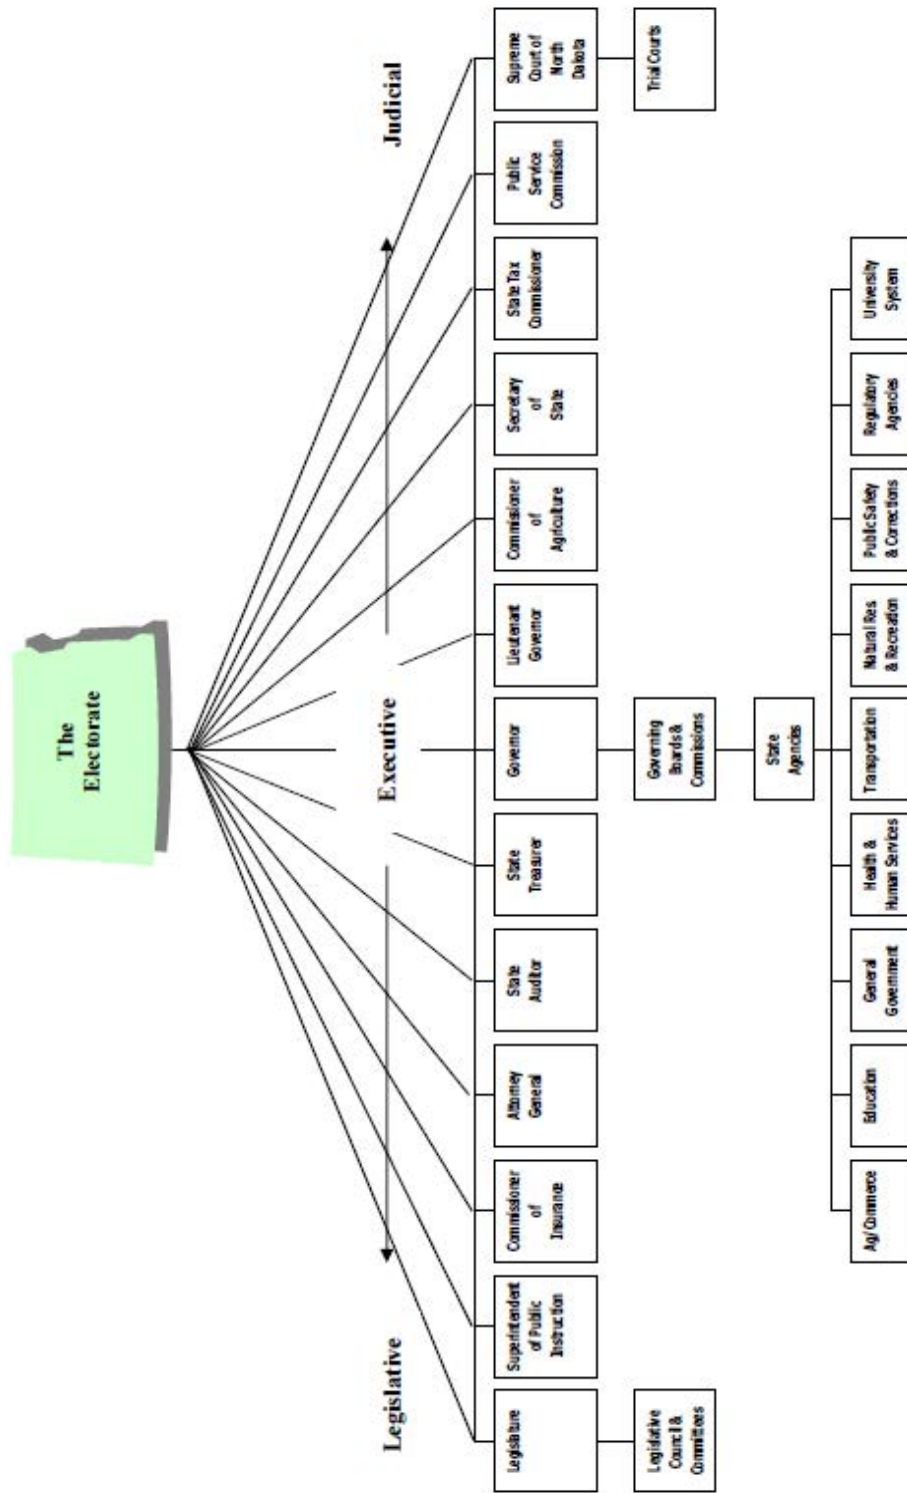 The
Electorate
Legislative
Executive
Judicial
Legislature
Superintendent
of Public
Instruction
Commissioner
of
Insurance
Attorney
General
State
Auditor
State
Treasurer
Governor
Lieutenant
Governor
Commissioner
of
Agriculture
Secretary
of
State
State Tax
Commissioner
Public
Service
Commission
Supreme
Court of
North
Dakota
Legislative
Council &
Committees
Governing
Boards &
Commissions
Trial Courts
State
Agencies
Ag/Commerce
Education
General
Government
Health &
Human Services
Transportation
Natural Res.
& Recreation
Public Safety
& Corrections
Regulatory
Agencies
University
System